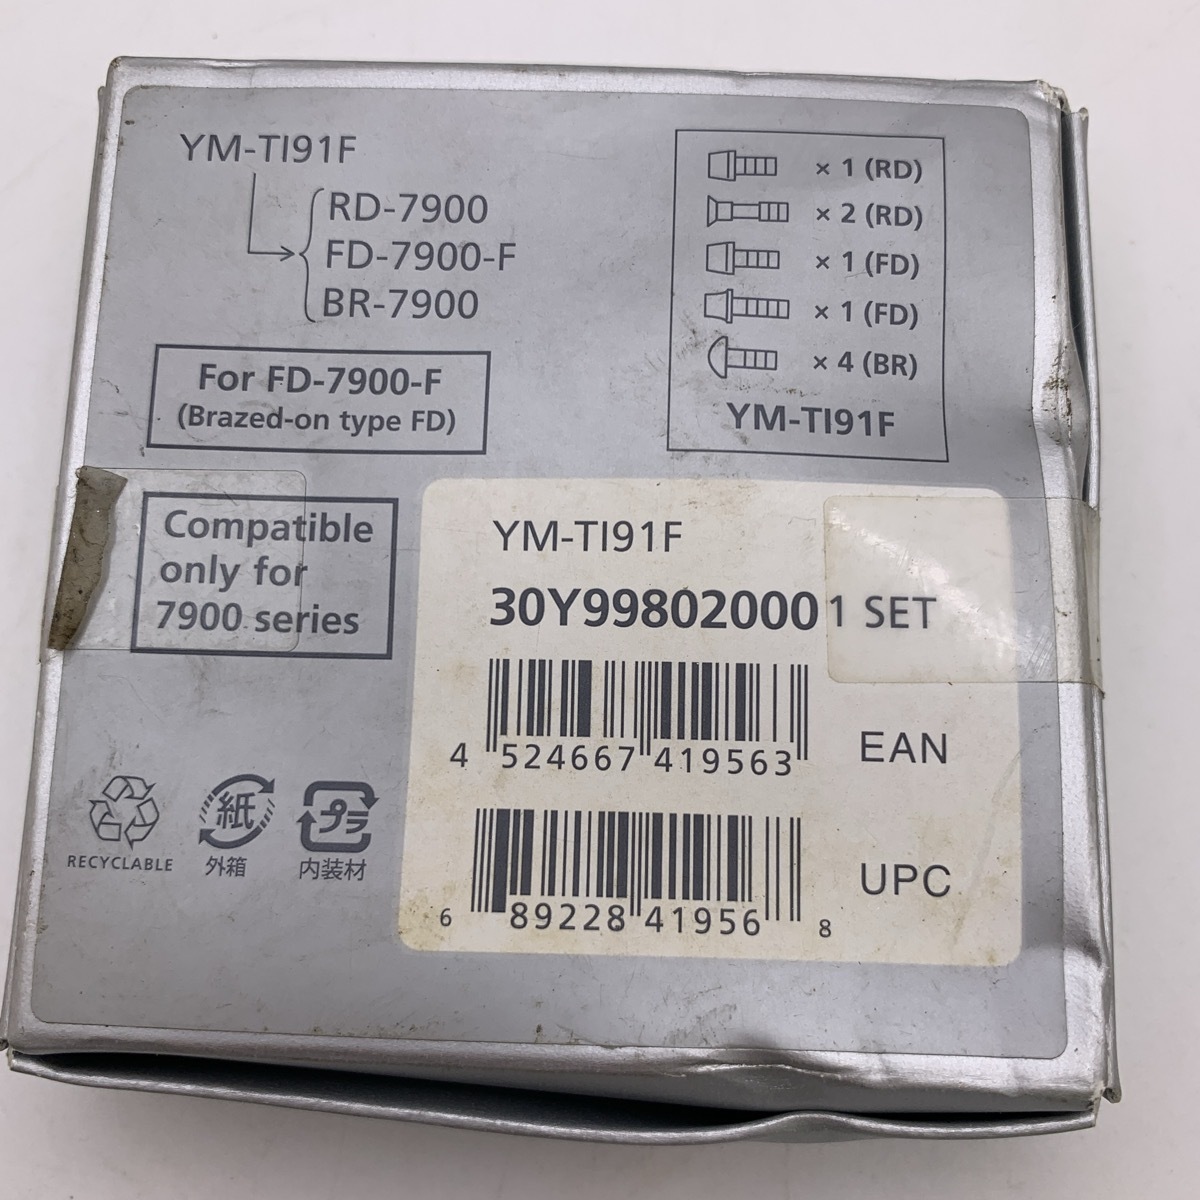 YM-TI91F
RD-7900
FD-7900-F
BR-7900
For FD-7900-F
(Brazed-on type FD)
× 1 (RD)
× 2 (RD)
× 1 (FD)
× 1 (FD)
× 4 (BR)
YM-TI91F
Compatible
only for
7900 series
YM-TI91F
30Y998020001 SET
4 524667 419563
EAN
6 89228 41956 8
UPC
RECYCLABLE
紙
外箱
プラ
内装材